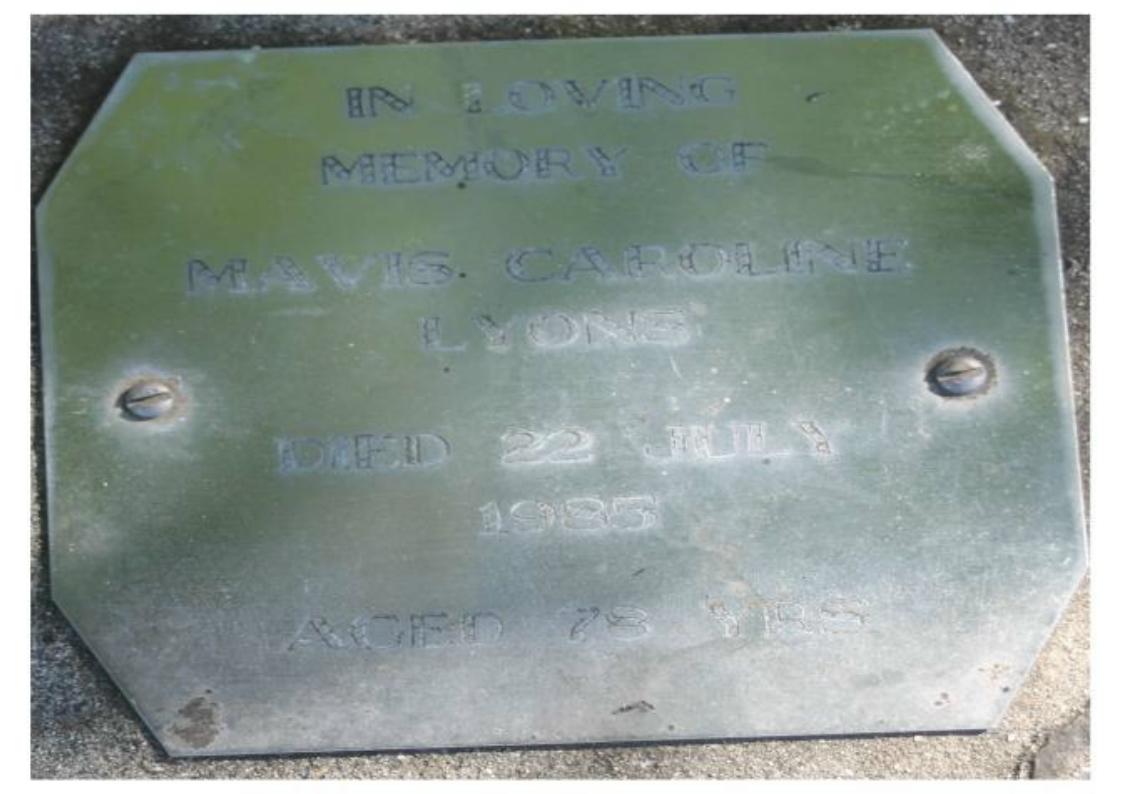 IN LOVING
MEMORY OF
MAVIS CAROLINE
LYONS
DIED 22 JULY
1985
AGED 78 YRS